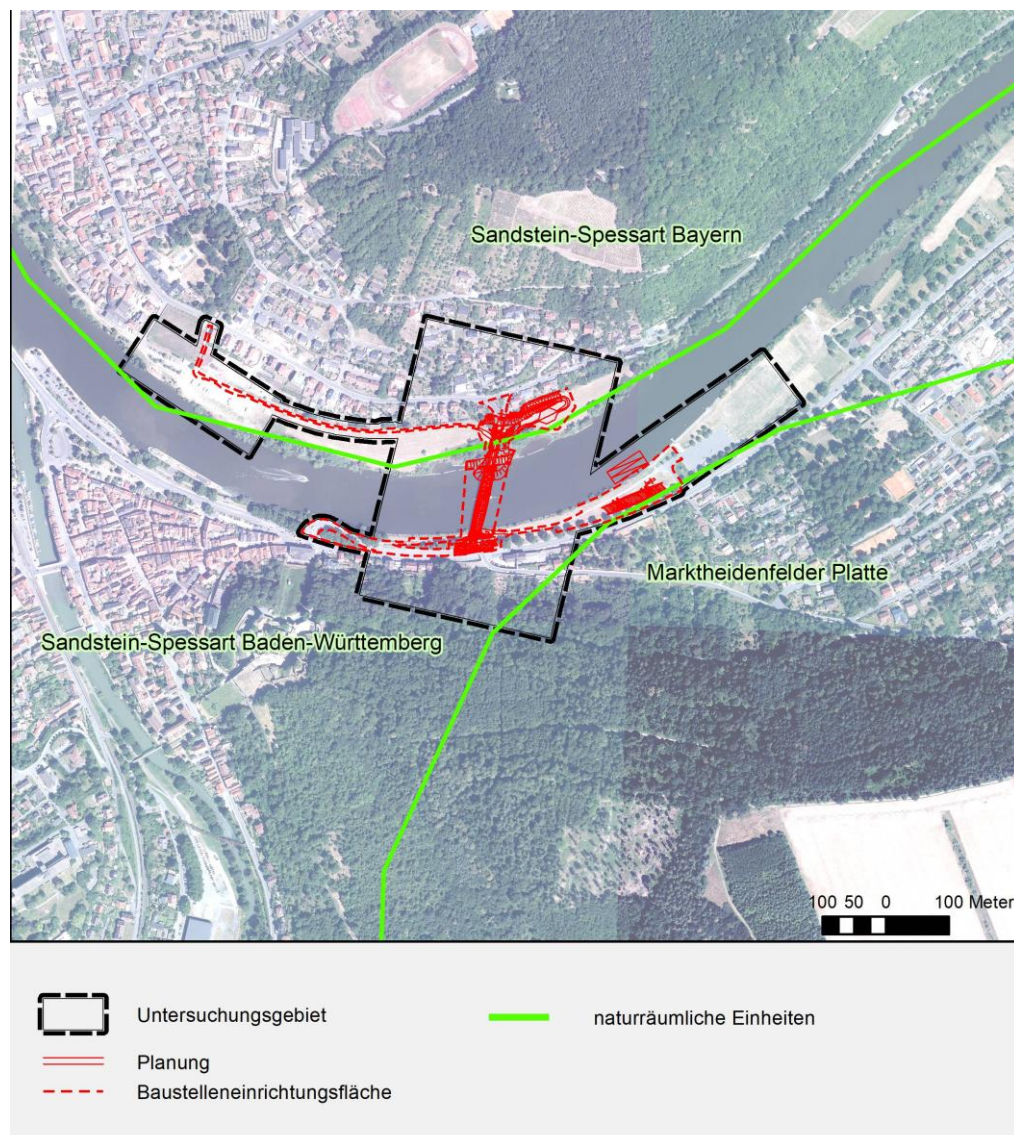 Sandstein-Spessart Bayern
Marktheidenfelder Platte
Sandstein-Spessart Baden-Württemberg
100 50 0 100 Meter
Untersuchungsgebiet
naturräumliche Einheiten
Planung
Baustelleneinrichtungsfläche